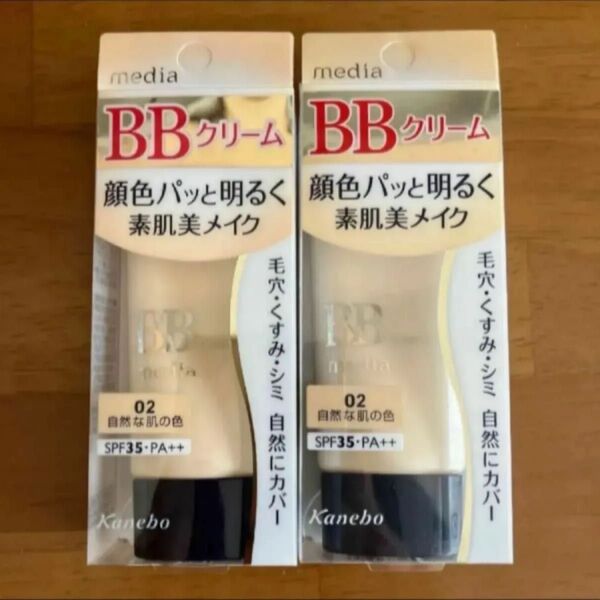 media
BBクリーム
顔色パッと明るく
素肌美メイク
毛穴・くすみ・シミ 自然にカバー
BB
media
02
自然な肌の色
SPF35・PA++
Kanebo
media
BBクリーム
顔色パッと明るく
素肌美メイク
毛穴・くすみ・シミ 自然にカバー
BB
media
02
自然な肌の色
SPF35・PA++
Kanebo